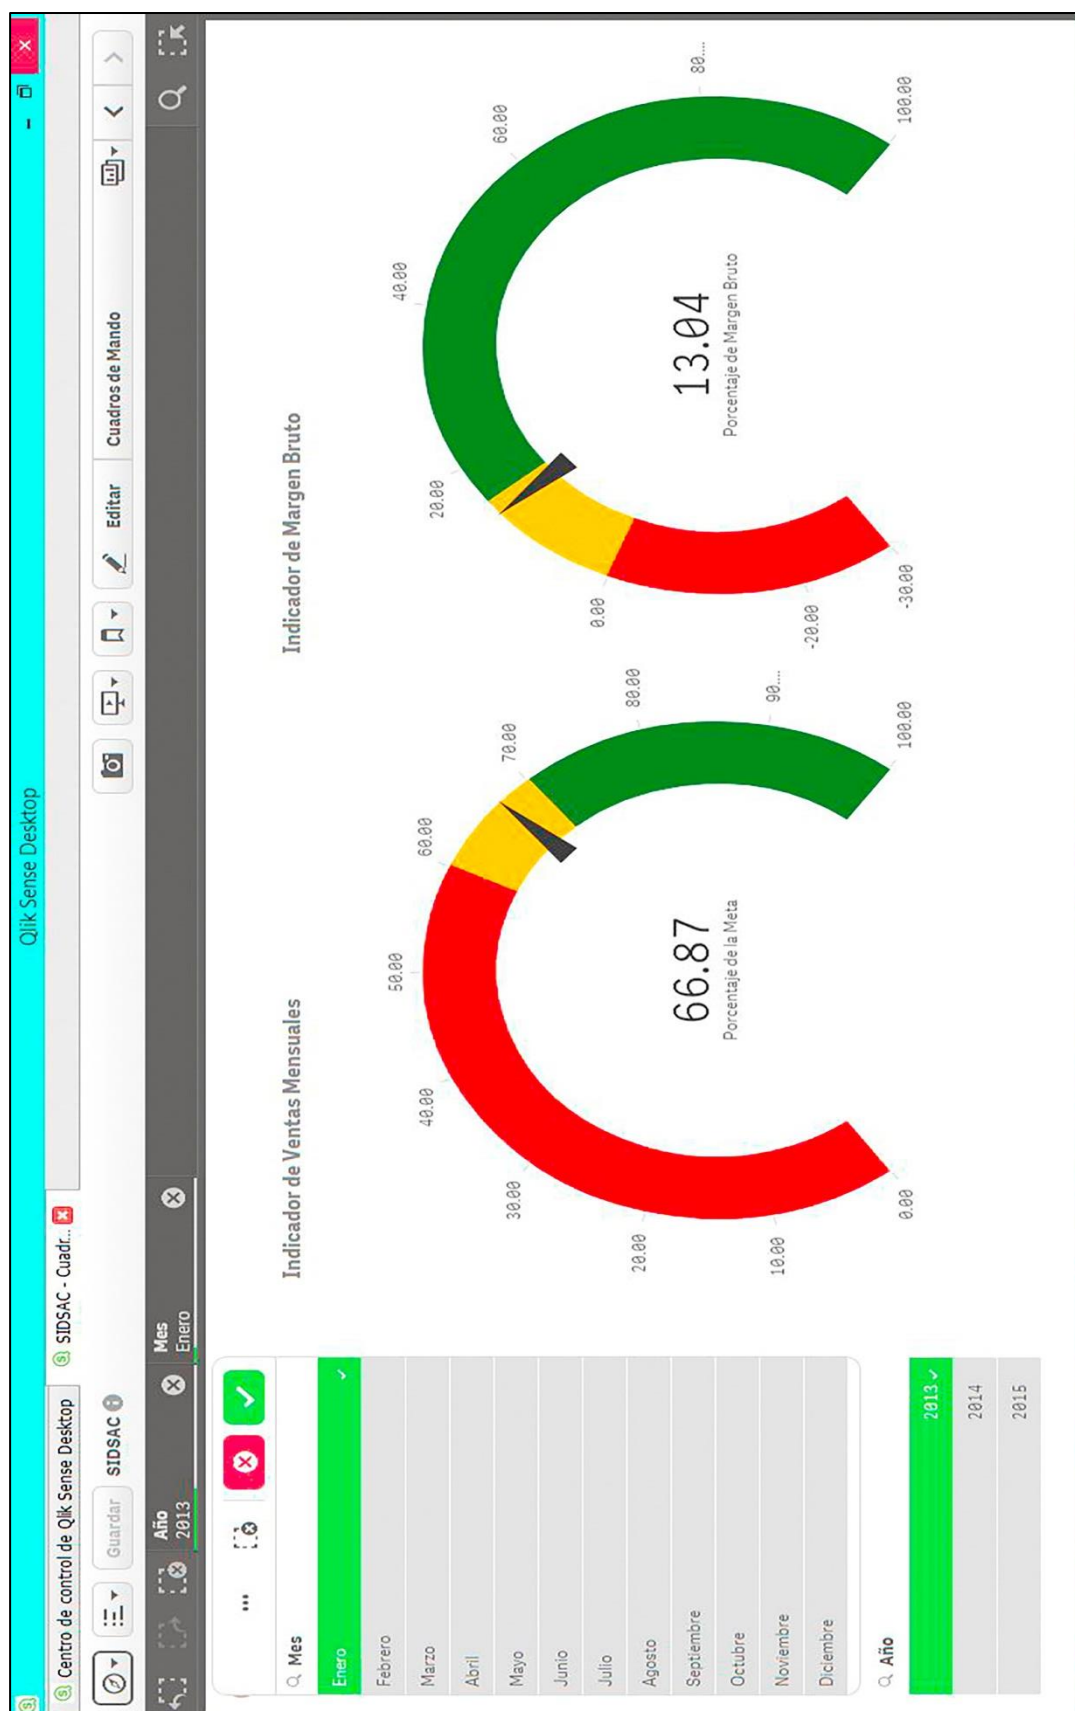 Qlik Sense Desktop
Centro de control de Qlik Sense Desktop
SIDSAC - Cuadr...
Guardar
SIDSAC
Editar
Cuadros de Mando
Año
2013
Mes
Enero
Mes
Enero
Febrero
Marzo
Abril
Mayo
Junio
Julio
Agosto
Septiembre
Octubre
Noviembre
Diciembre
Año
2013
2014
2015
Indicador de Ventas Mensuales
0.00
10.00
20.00
30.00
40.00
50.00
60.00
70.00
80.00
90....
100.00
66.87
Porcentaje de la Meta
Indicador de Margen Bruto
-30.00
-20.00
0.00
20.00
40.00
60.00
80....
100.00
13.04
Porcentaje de Margen Bruto